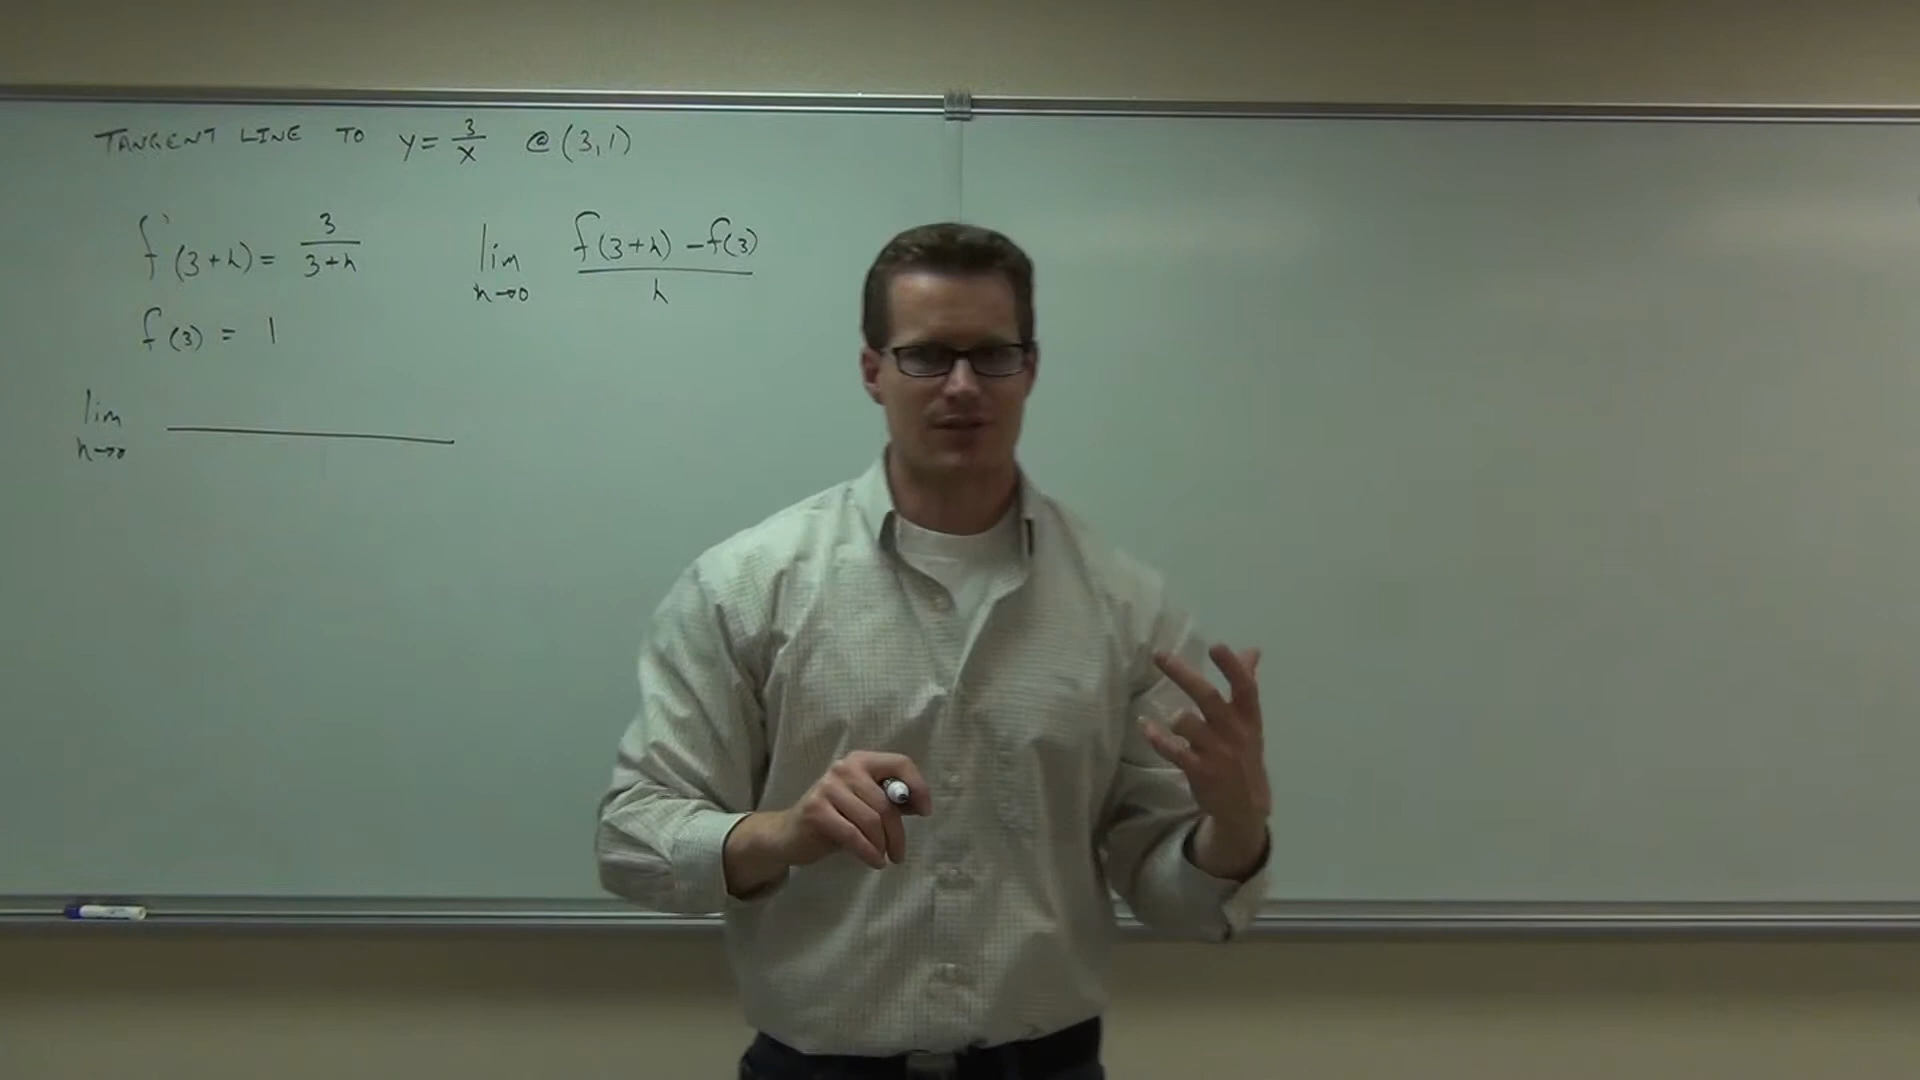 TANGENT LINE TO y = 3/x @ (3,1)
f(3+h) = 3/(3+h)
lim h→0 (f(3+h) - f(3))/h
f(3) = 1
lim h→0